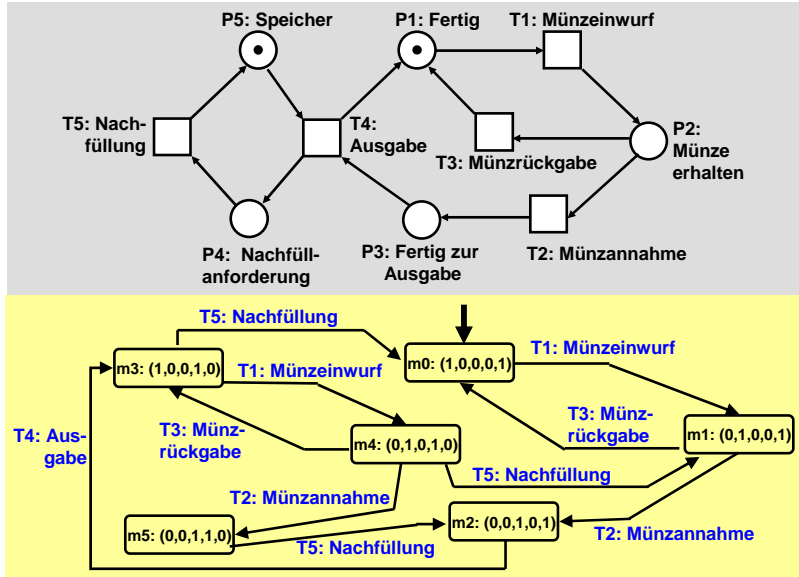 P5: Speicher
P1: Fertig
T1: Münzeinwurf
T5: Nach-
füllung
T4:
Ausgabe
T3: Münzrückgabe
P2:
Münze
erhalten
P4: Nachfüll-
anforderung
P3: Fertig zur
Ausgabe
T2: Münzannahme
T5: Nachfüllung
m3: (1,0,0,1,0)
m0: (1,0,0,0,1)
T1: Münzeinwurf
T1: Münzeinwurf
T4: Aus-
gabe
T3: Münz-
rückgabe
m4: (0,1,0,1,0)
T3: Münz-
rückgabe
m1: (0,1,0,0,1)
T5: Nachfüllung
T2: Münzannahme
m5: (0,0,1,1,0)
m2: (0,0,1,0,1)
T5: Nachfüllung
T2: Münzannahme